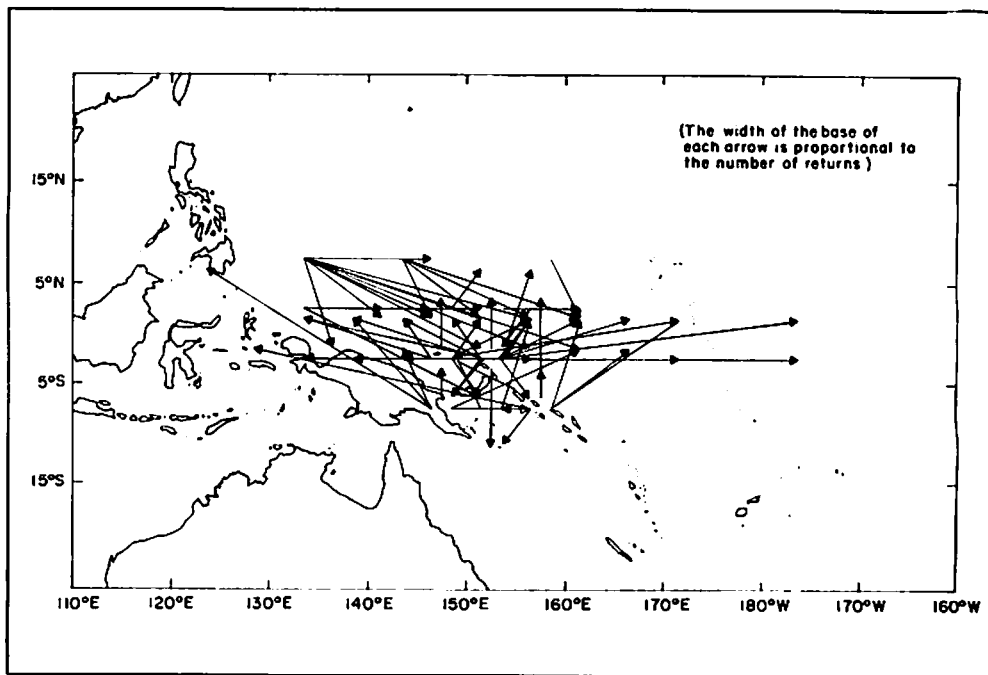 (The width of the base of
each arrow is proportional to
the number of returns)
15°N
5°N
5°S
15°S
110°E 120°E 130°E 140°E 150°E 160°E 170°E 180° 170°W 160°W